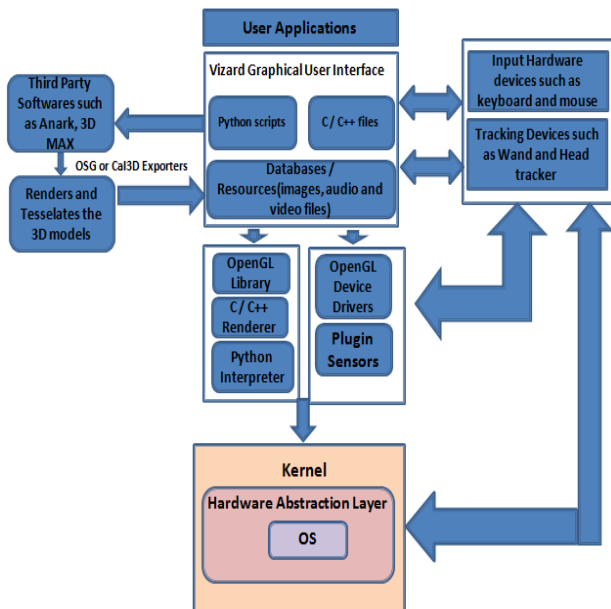 User Applications
Vizard Graphical User Interface
Python scripts
C/ C++ files
Databases /
Resources(images, audio and
video files)
Third Party
Softwares such
as Anark, 3D
MAX
OSG or Cal3D Exporters
Renders and
Tesselates the
3D models
Input Hardware
devices such as
keyboard and mouse
Tracking Devices such
as Wand and Head
tracker
OpenGL
Library
C / C++
Renderer
Python
Interpreter
OpenGL
Device
Drivers
Plugin
Sensors
Kernel
Hardware Abstraction Layer
OS